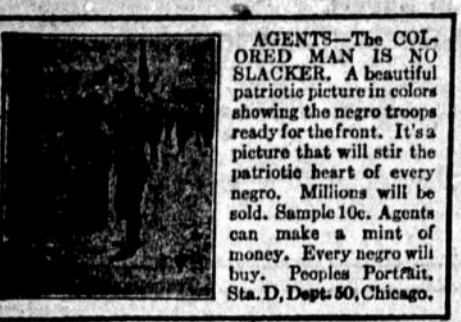 AGENTS—The COL-
ORED MAN IS NO
SLACKER. A beautiful
patriotic picture in colors
showing the negro troops
ready for the front. It's a
picture that will stir the
patriotic heart of every
negro. Millions will be
sold. Sample 10c. Agents
can make a mint of
money. Every negro will
buy. Peoples Portrait,
Sta. D, Dept. 50, Chicago.